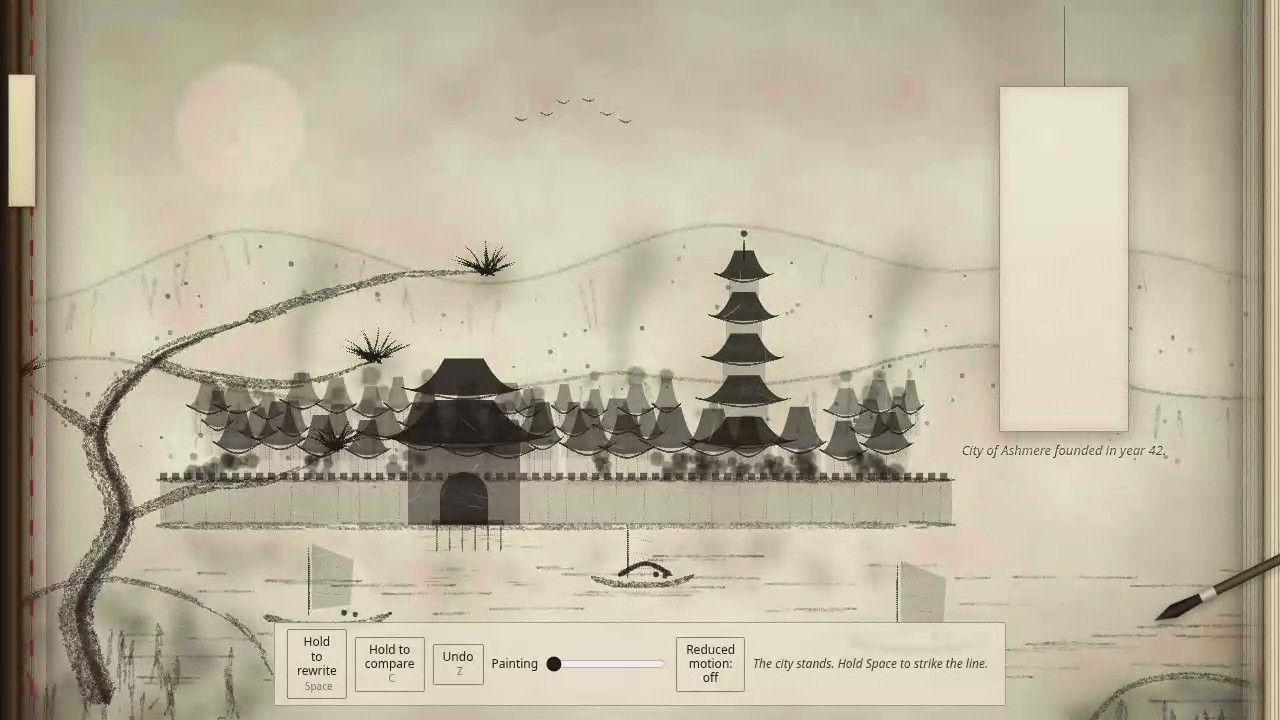 City of Ashmere founded in year 42.
Hold
to
rewrite
Space
Hold to
compare
C
Undo
Z
Painting
Reduced
motion:
off
The city stands. Hold Space to strike the line.